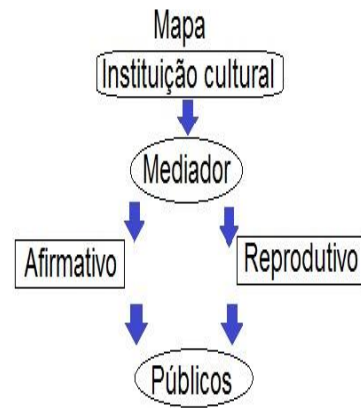 Mapa
Instituição cultural
Mediador
Afirmativo
Reprodutivo
Públicos